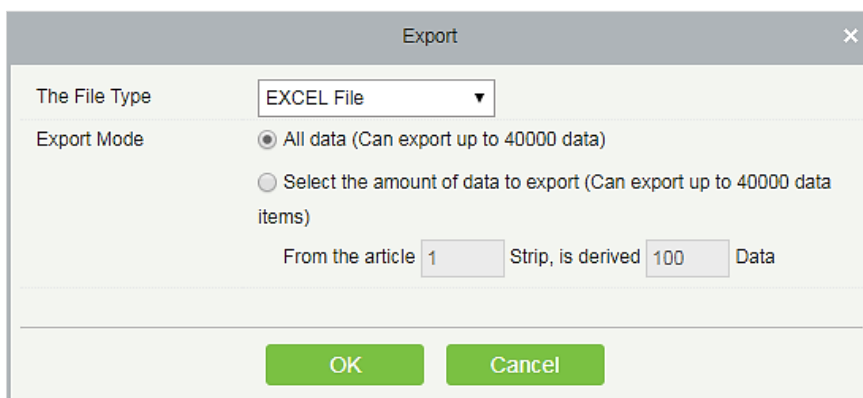 Export
The File Type EXCEL File
Export Mode All data (Can export up to 40000 data)
Select the amount of data to export (Can export up to 40000 data
items)
From the article 1 Strip, is derived 100 Data
OK Cancel